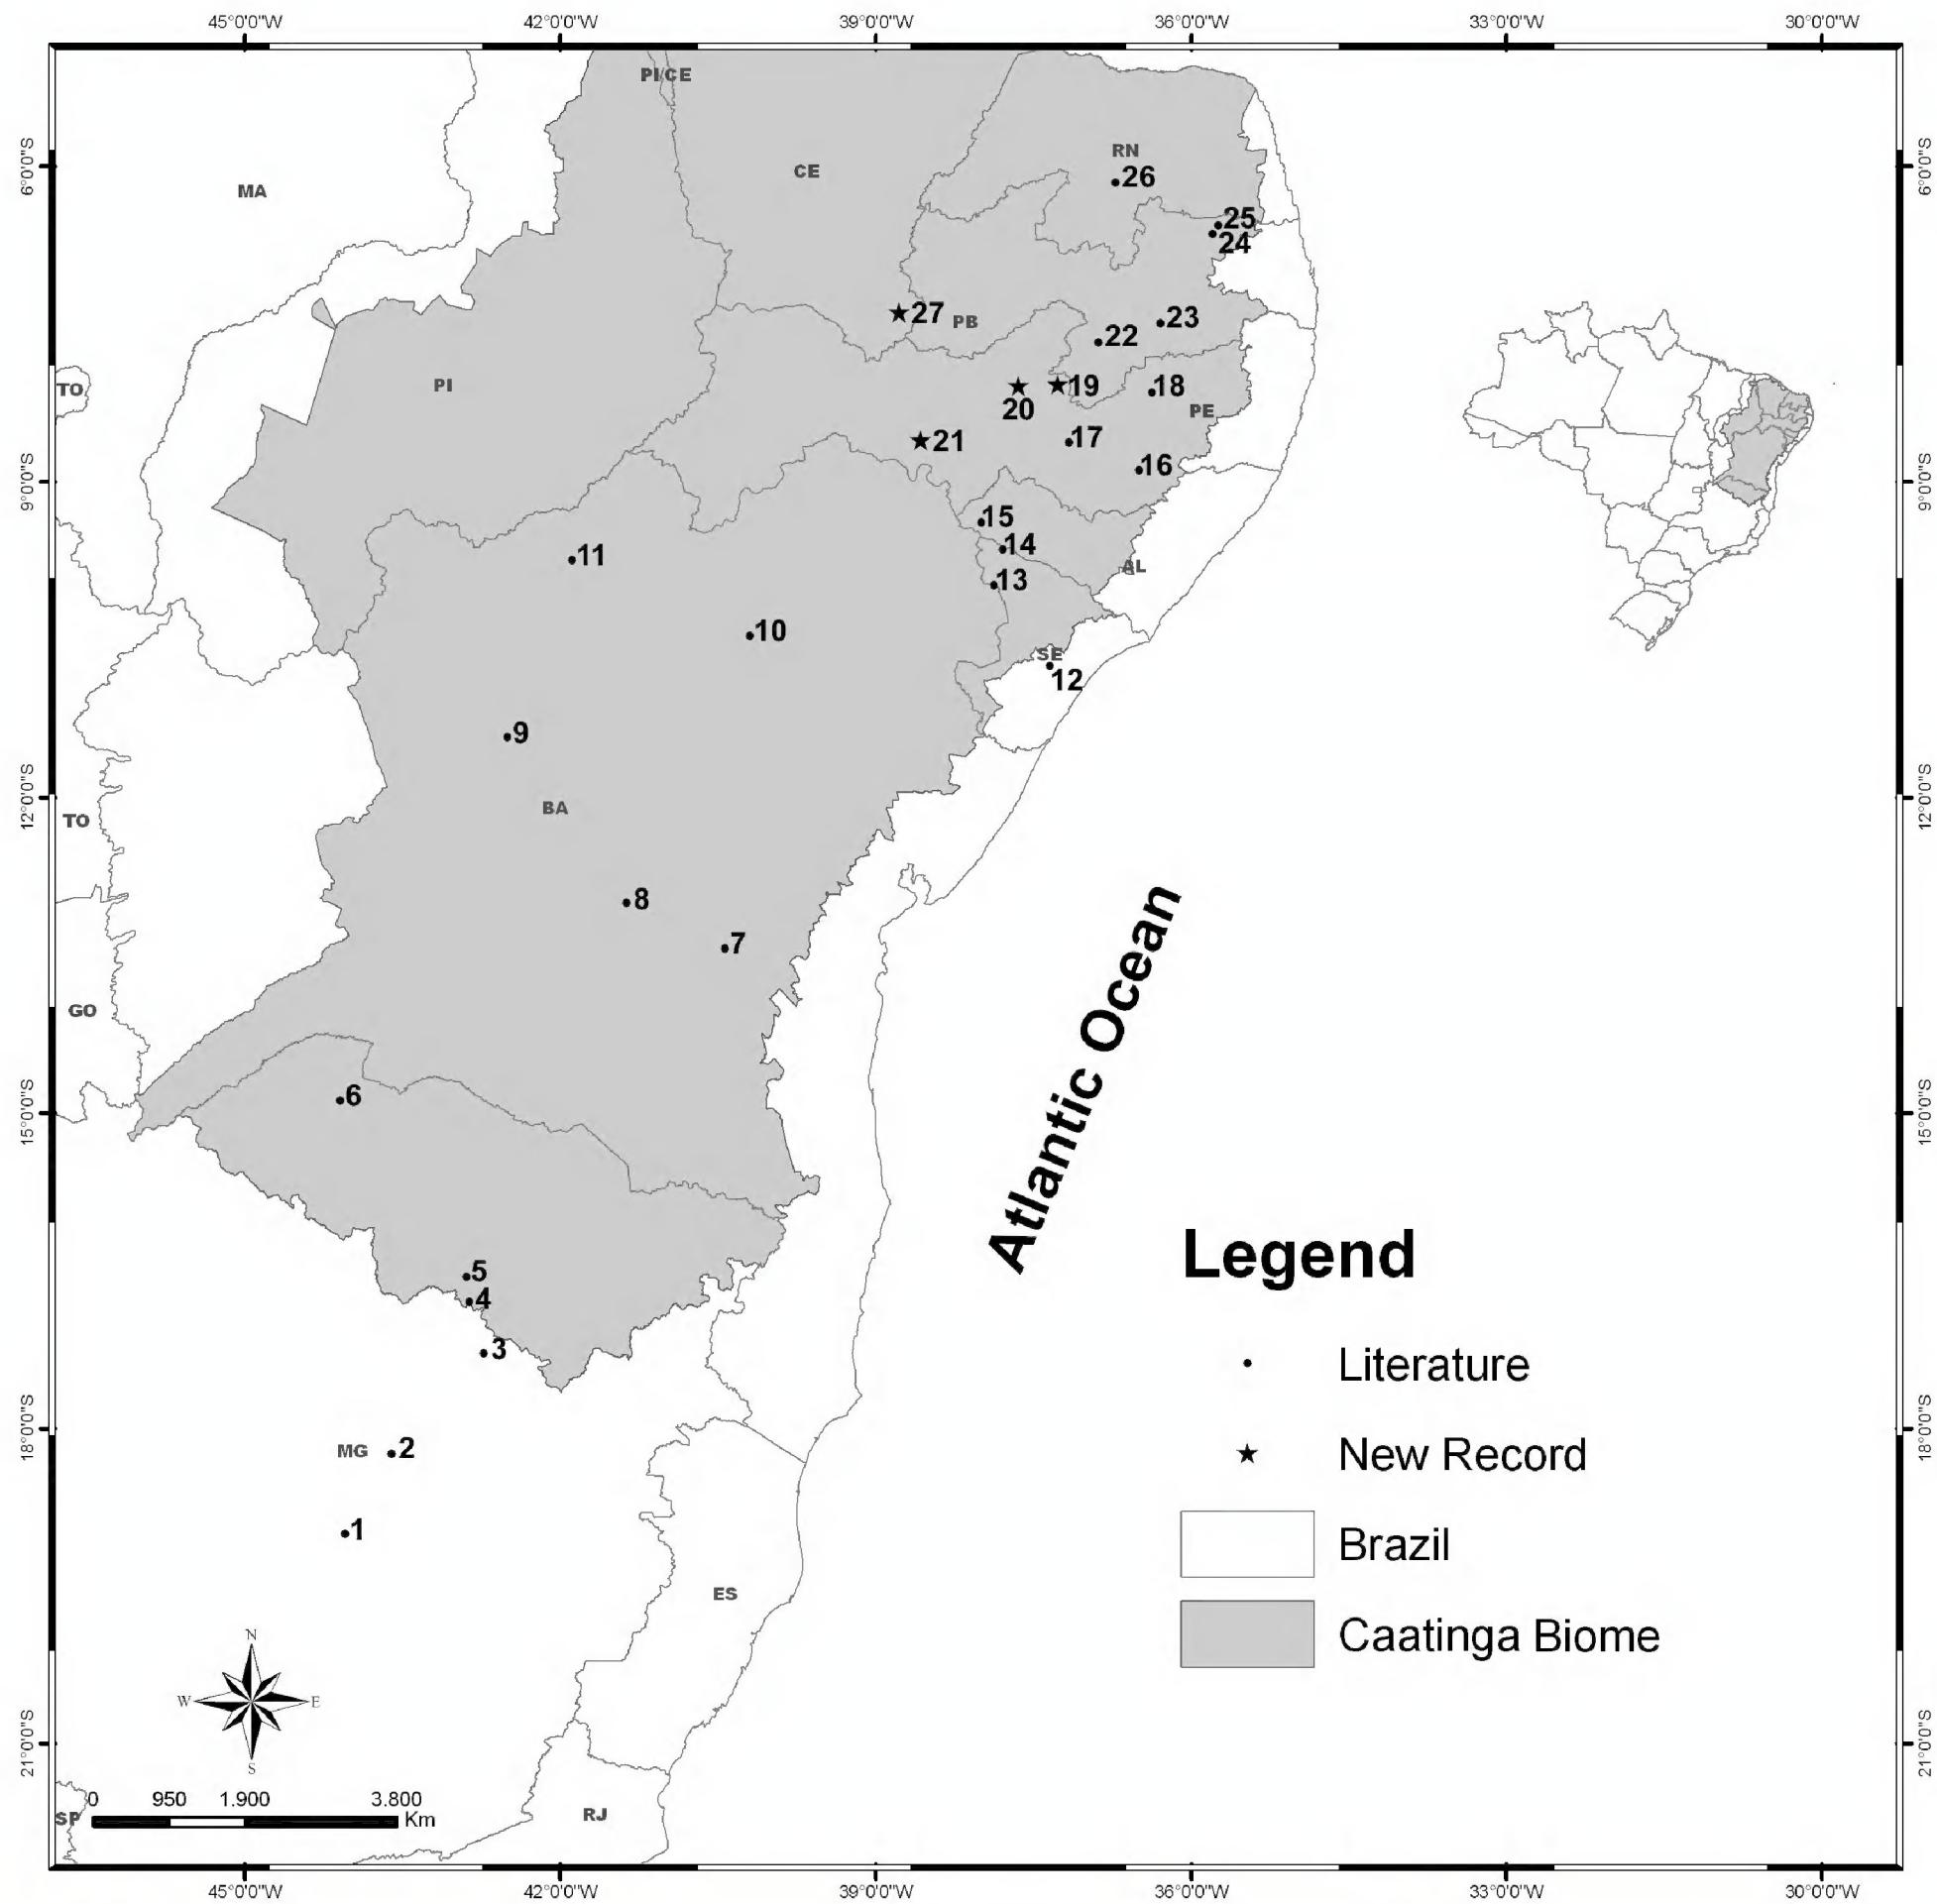 45°0'0"W 42°0'0"W 39°0'0"W 36°0'0"W 33°0'0"W 30°0'0"W
6°0'0"S
9°0'0"S
12°0'0"S
15°0'0"S
18°0'0"S
21°0'0"S
PI CE
RN
CE
26
MA
25
24
27
PB
23
22
PI
TO
19
18
20
PE
21
17
16
15
14
11
AL
13
10
SE
12
9
BA
TO
8
7
GO
Atlantic Ocean
6
5
4
3
MG
2
1
ES
RJ
SP
Legend
Literature
New Record
Brazil
Caatinga Biome
N
W E
S
0 950 1.900 3.800
Km
6°0'0"S
9°0'0"S
12°0'0"S
15°0'0"S
18°0'0"S
21°0'0"S
45°0'0"W 42°0'0"W 39°0'0"W 36°0'0"W 33°0'0"W 30°0'0"W